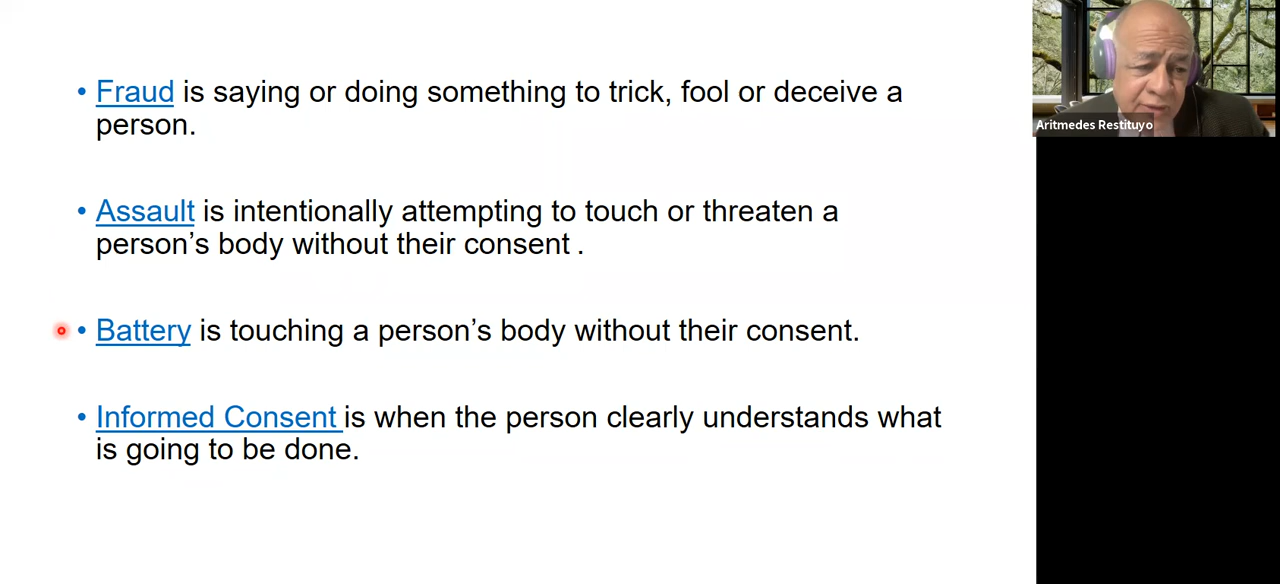 • Fraud is saying or doing something to trick, fool or deceive a
person.
• Assault is intentionally attempting to touch or threaten a
person’s body without their consent .
• Battery is touching a person’s body without their consent.
• Informed Consent is when the person clearly understands what
is going to be done.
Aritmedes Restituyo